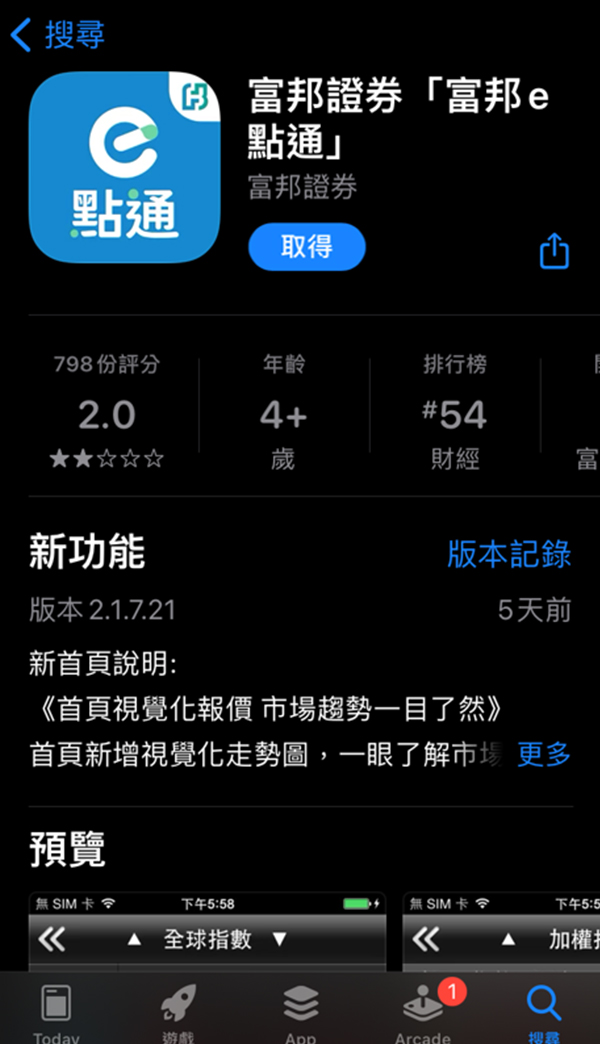 搜尋
富邦證券「富邦e
點通」
富邦證券
取得
e
點通
798份評分
年齡
排行榜
2.0
4+
#54
歲
財經
富
新功能
版本記錄
版本 2.1.7.21
5 天前
新首頁說明:
《首頁視覺化報價 市場趨勢一目了然》
首頁新增視覺化走勢圖，一眼了解市場
更多
預覽
無 SIM 卡
下午5:58
無 SIM 卡
下午5:5
全球指數
加權
1
Today
遊戲
App
Arcade
搜尋